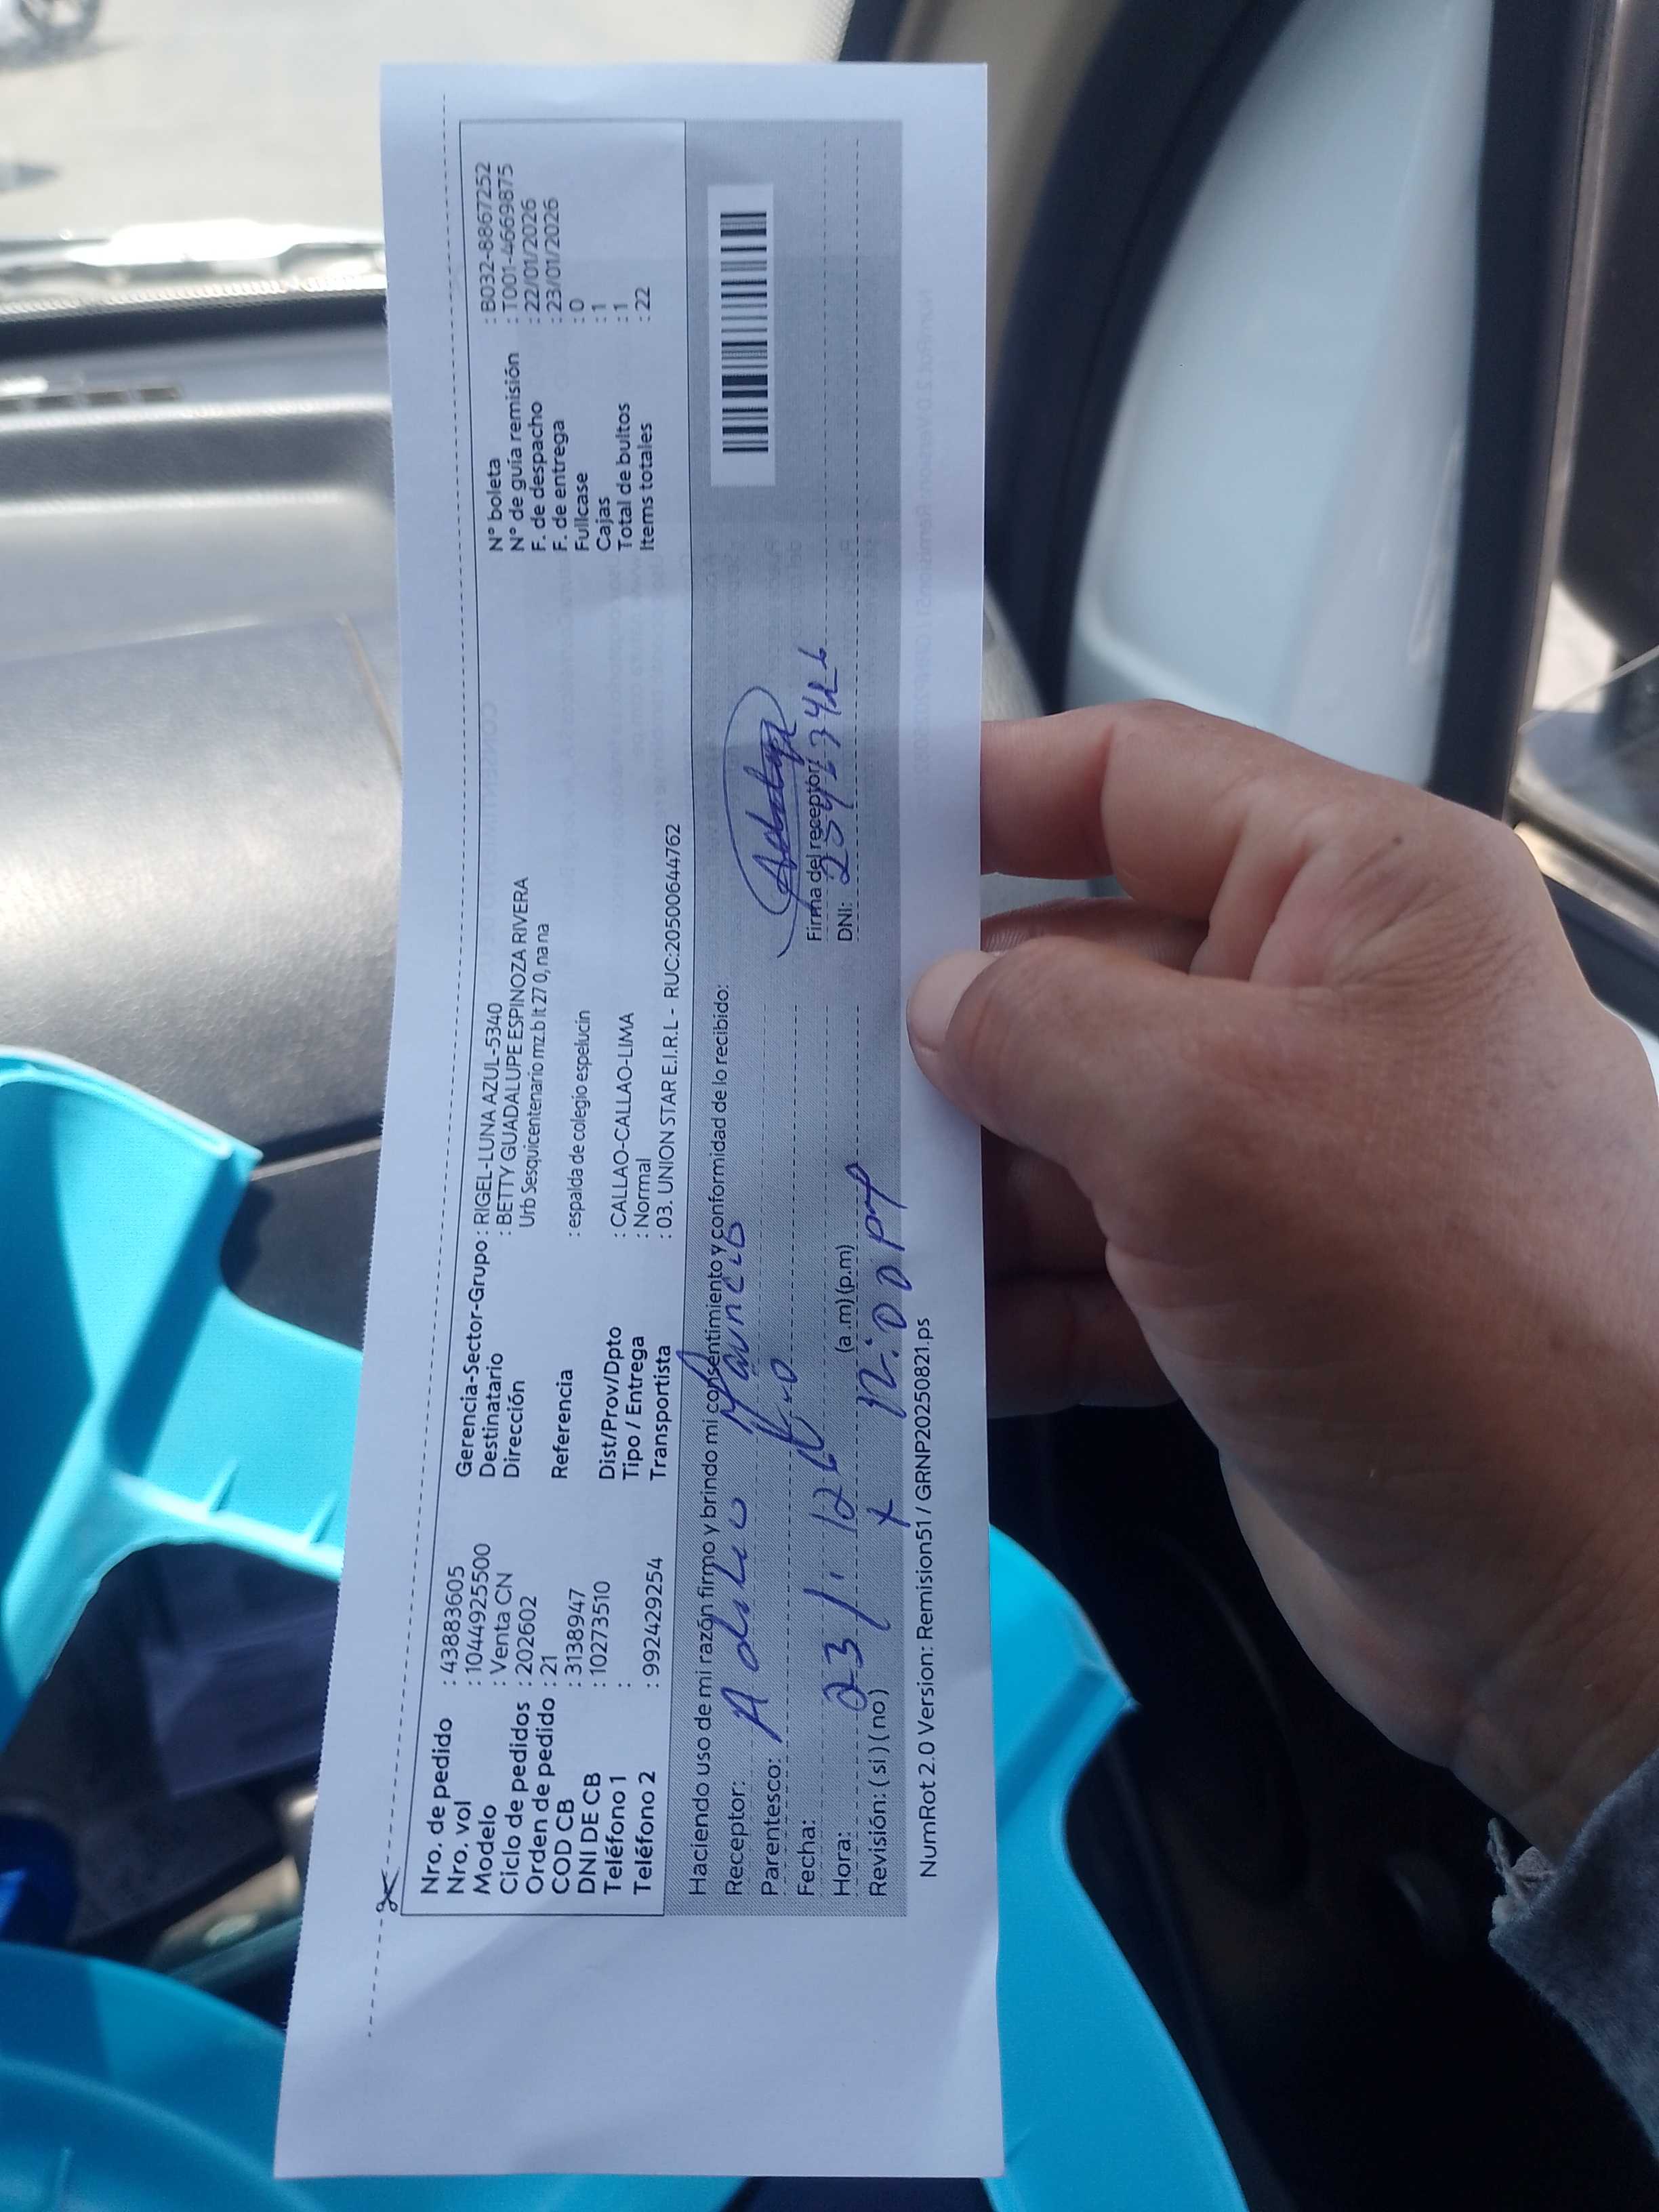 Nro. de pedido : 43883605
Nro. vol : 1044925500
Modelo : Venta CN
Ciclo de pedidos : 202602
Orden de pedido : 21
COD CB : 31389947
DNI DE CB : 10273510
Teléfono 1 :
Teléfono 2 : 992429254
Gerencia-Sector-Grupo : RIGEL-LUNA AZUL-5340
Destinatario : BETTY GUADALUPE ESPINOZA RIVERA
Dirección Urb Sesquicentenario mz.b lt 27 0, na na
Referencia : espalda de colegio espelucin
Dist/Prov/Dpto : CALLAO-CALLAO-LIMA
Tipo / Entrega : Normal
Transportista : 03. UNION STAR E.I.R.L - RUC:20500644762
N° boleta : B032-8867252
N° de guía remisión : T001-4669875
F. de despacho : 22/01/2026
F. de entrega : 23/01/2026
Fullcase : 0
Cajas : 1
Total de bultos : 1
Items totales : 22
Haciendo uso de mi razón firmo y brindo mi consentimiento y conformidad de lo recibido:
Receptor:
Parentesco:
Fecha: 23/
Hora: (a .m) (p.m)
Revisión: ( si ) ( no ) x 12:00 PM
Firma del receptor
DNI:
NumRot 2.0 Version: Remision51 / GRNP20250821.ps